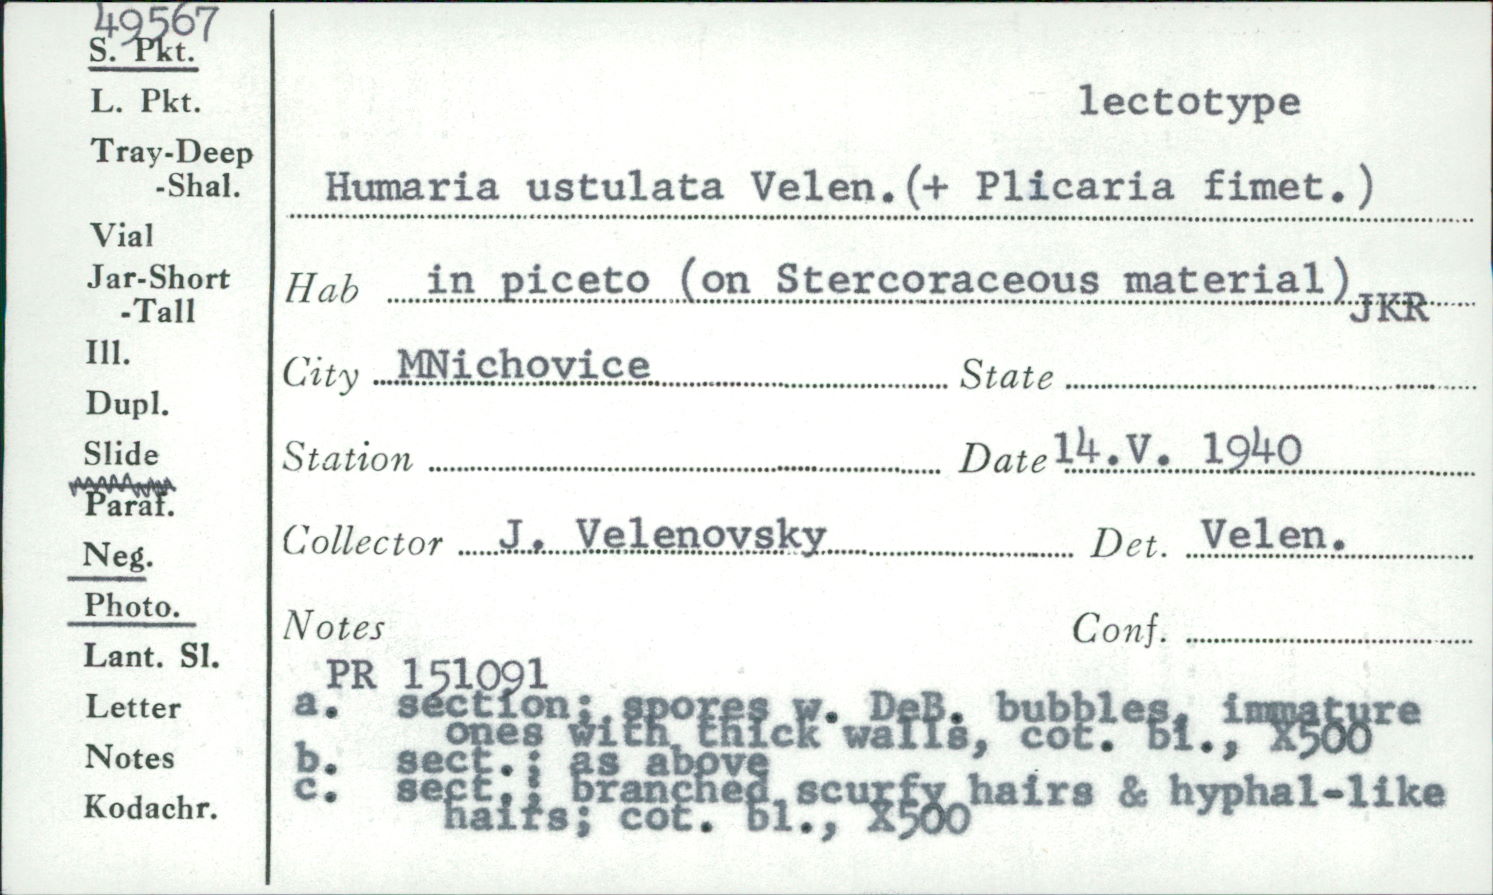 49567
S. Pkt.
L. Pkt.
Tray-Deep
-Shal.
Vial
Jar-Short
-Tall
Ill.
Dupl.
Slide
Paraf.
Neg.
Photo.
Lant. Sl.
Letter
Notes
Kodachr.
lectotype
Humaria ustulata Velen.(+ Plicaria fimet.)
Hab in piceto (on Stercoraceous material)
JKR
City MNichovice State
Station Date 14.V. 1940
Collector J. Velenovsky Det. Velen.
Notes Conf.
PR 151091
a. section; spores w. DeB. bubbles, immature
ones with thick walls, cot. bl., X500
b. sect.; as above
c. sect.; branched scurfy hairs & hyphal-like
hairs; cot. bl., X500